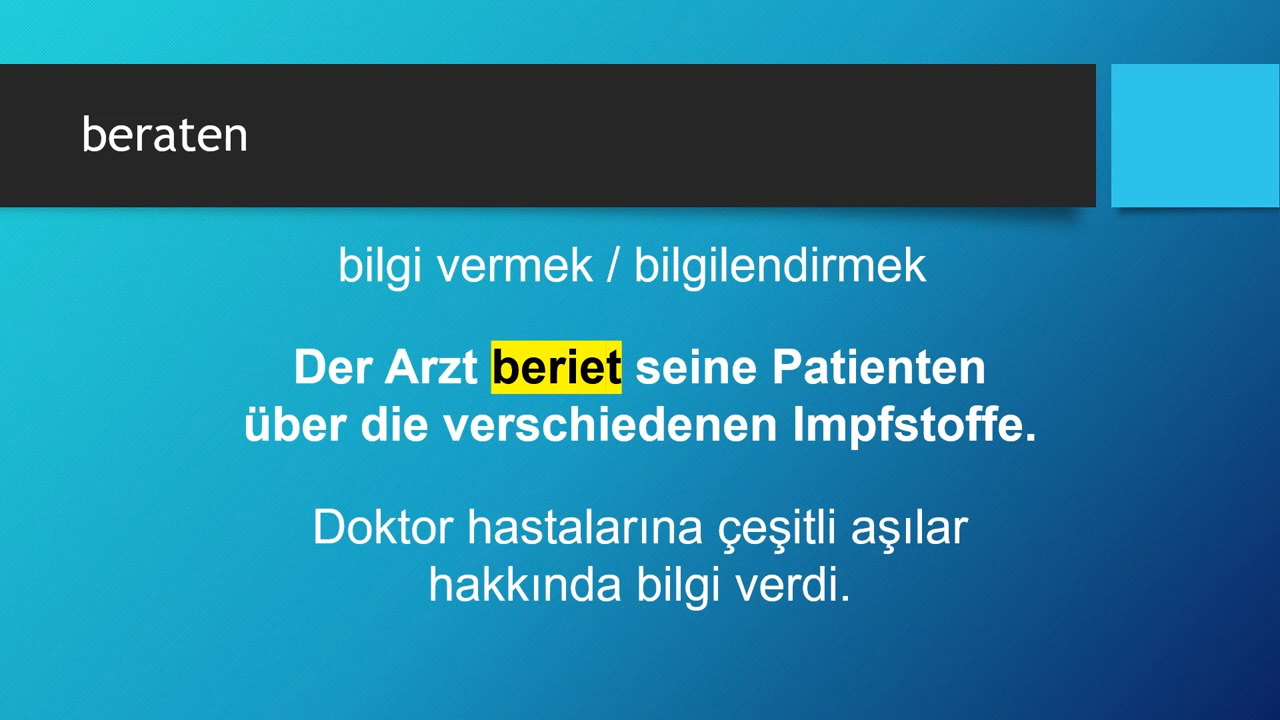 beraten
bilgi vermek / bilgilendirmek
Der Arzt beriet seine Patienten
über die verschiedenen Impfstoffe.
Doktor hastalarına çeşitli aşılar
hakkında bilgi verdi.